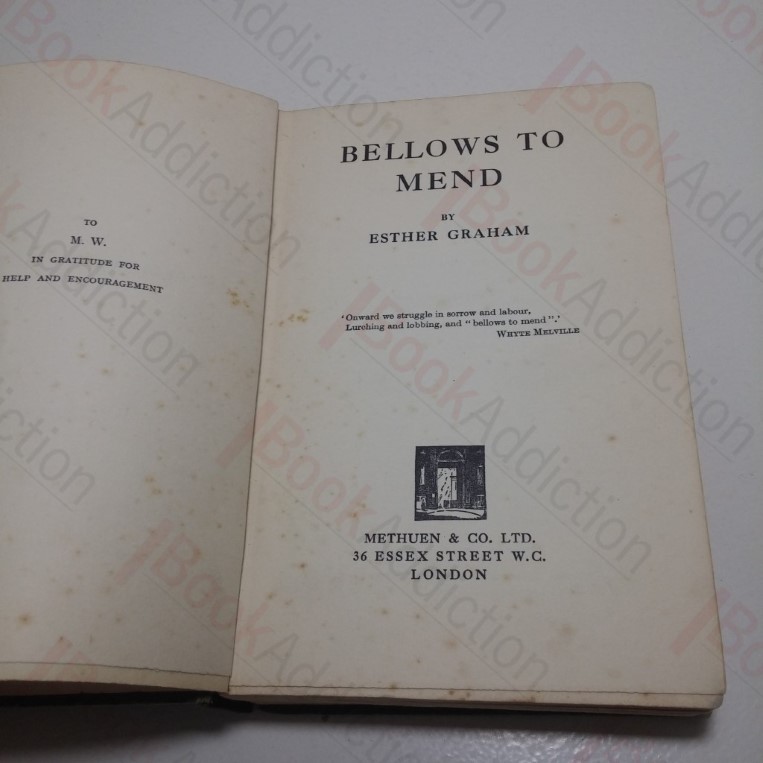 TO
M. W.
IN GRATITUDE FOR
HELP AND ENCOURAGEMENT
BELLOWS TO
MEND
BY
ESTHER GRAHAM
'Onward we struggle in sorrow and labour,
Lurching and lobbing, and "bellows to mend".'
WHYTE MELVILLE
METHUEN & CO. LTD.
36 ESSEX STREET W.C.
LONDON
BookAddiction